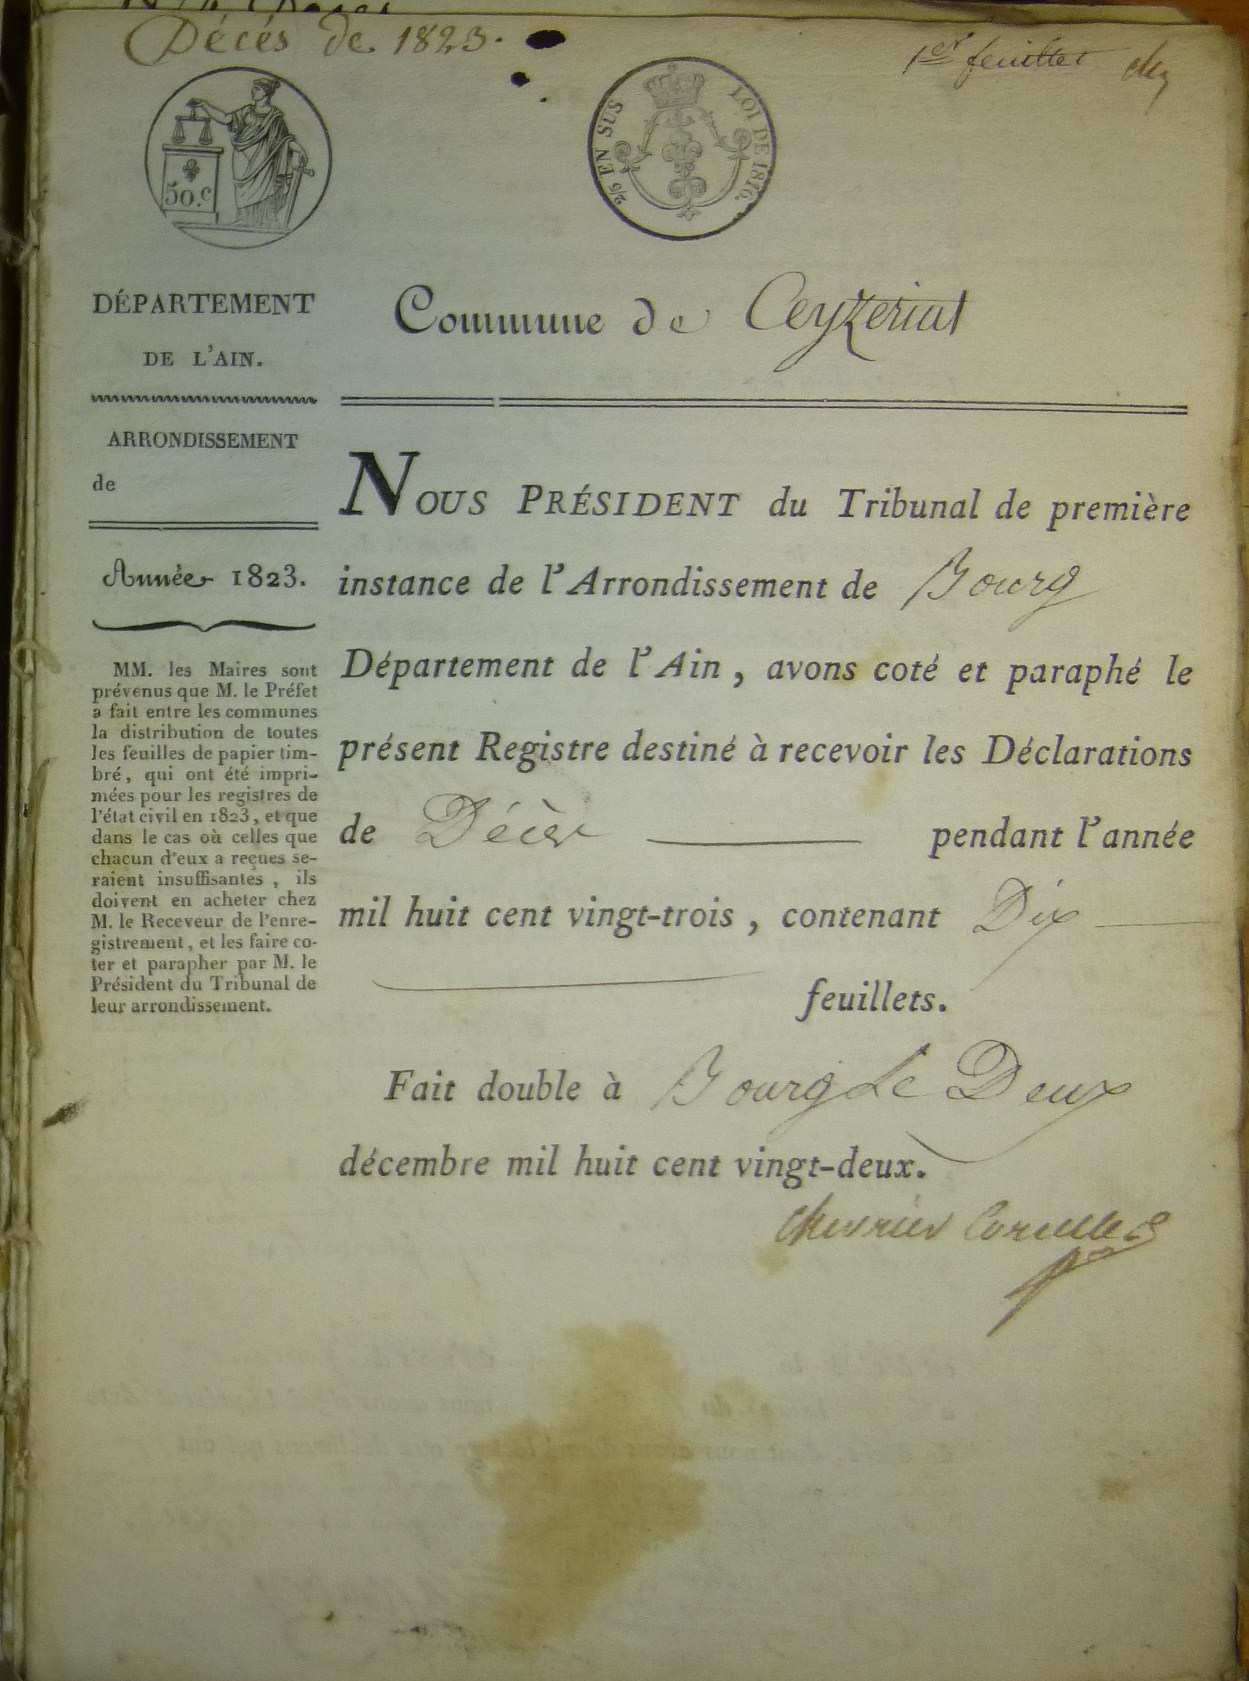 Décés de 1823.
1er feuillet
50.c
2/5 EN SUS
LOI DE 1816.
DÉPARTEMENT
DE L'AIN.
Commune de Ceyzeriat
ARRONDISSEMENT
de
Année 1823.
MM. les Maires sont
prévenus que M. le Préfet
a fait entre les communes
la distribution de toutes
les feuilles de papier tim-
bré, qui ont été impri-
mées pour les registres de
l'état civil en 1823, et que
dans le cas où celles que
chacun d'eux a reçues se-
raient insuffisantes, ils
doivent en acheter chez
M. le Receveur de l'enre-
gistrement, et les faire co-
ter et parapher par M. le
Président du Tribunal de
leur arrondissement.
NOUS PRÉSIDENT du Tribunal de première
instance de l'Arrondissement de Bourg
Département de l'Ain, avons coté et paraphé le
présent Registre destiné à recevoir les Déclarations
de Décès pendant l'année
mil huit cent vingt-trois, contenant Dix
feuillets.
Fait double à Bourg Le Deux
décembre mil huit cent vingt-deux.